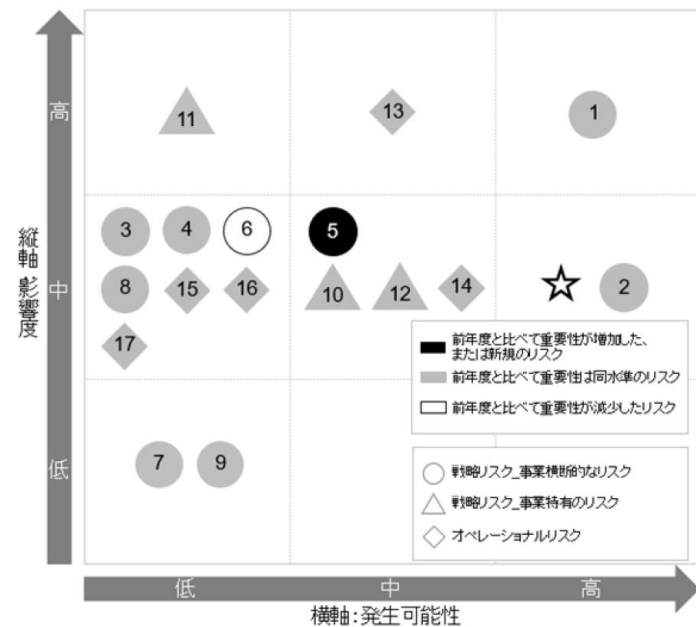 高
11
13
1
縦軸 影響度
中
3
4
6
5
8
15
16
10
12
14
2
17
前年度と比べて重要性が増加した、
または新規のリスク
前年度と比べて重要性は同水準のリスク
前年度と比べて重要性が減少したリスク
低
7
9
戦略リスク_事業横断的なリスク
戦略リスク_事業特有のリスク
オペレーショナルリスク
低
中
高
横軸：発生可能性